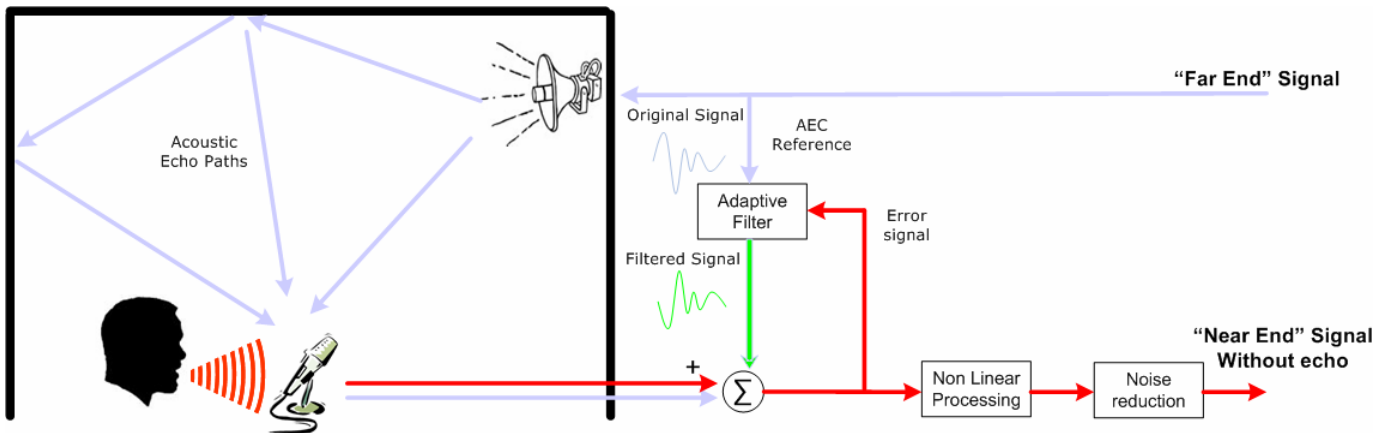 "Far End" Signal
Original Signal
AEC
Reference
Acoustic
Echo Paths
Adaptive
Filter
Error
signal
Filtered Signal
"Near End" Signal
Without echo
+
Σ
Non Linear
Processing
Noise
reduction